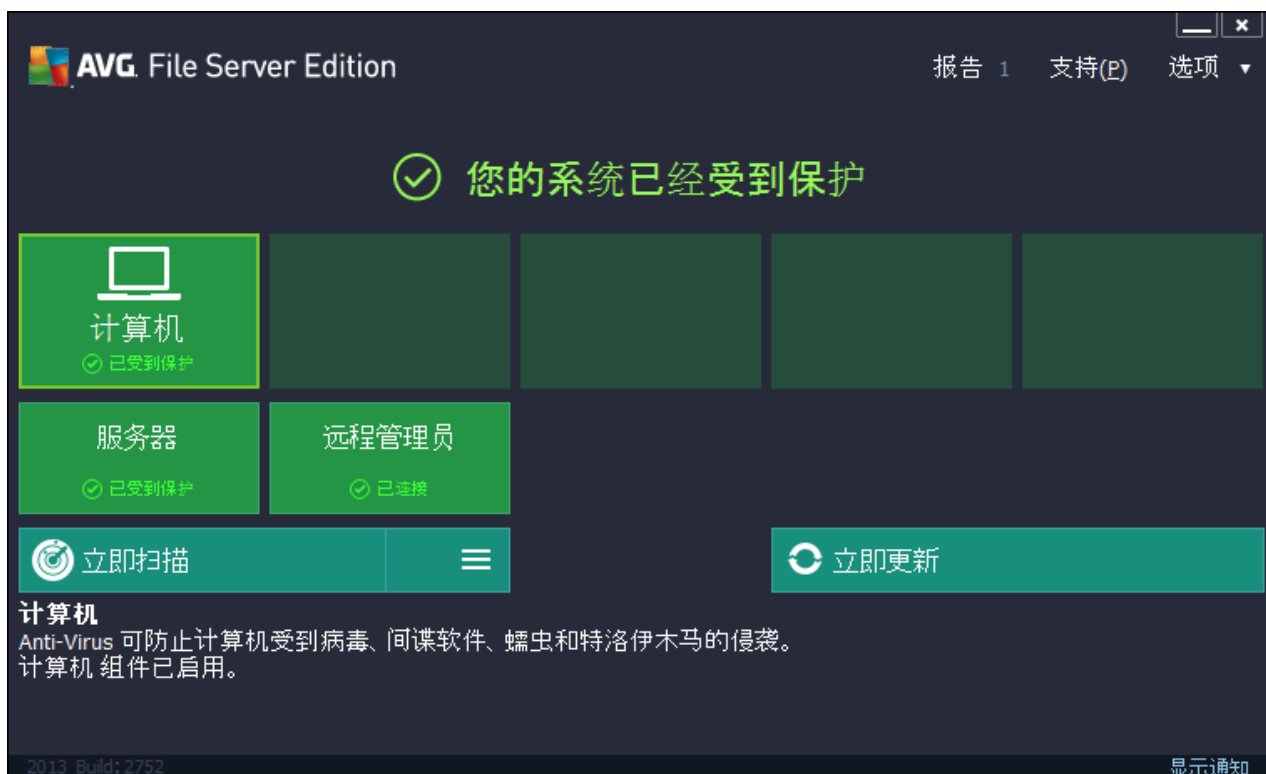 AVG. File Server Edition
报告 1 支持(P) 选项
您的系统已经受到保护
计算机
已受到保护
服务器
已受到保护
远程管理员
已连接
立即扫描
立即更新
计算机
Anti-Virus 可防止计算机受到病毒、间谍软件、蠕虫和特洛伊木马的侵袭。
计算机 组件已启用。
2013 Build: 2752
显示通知